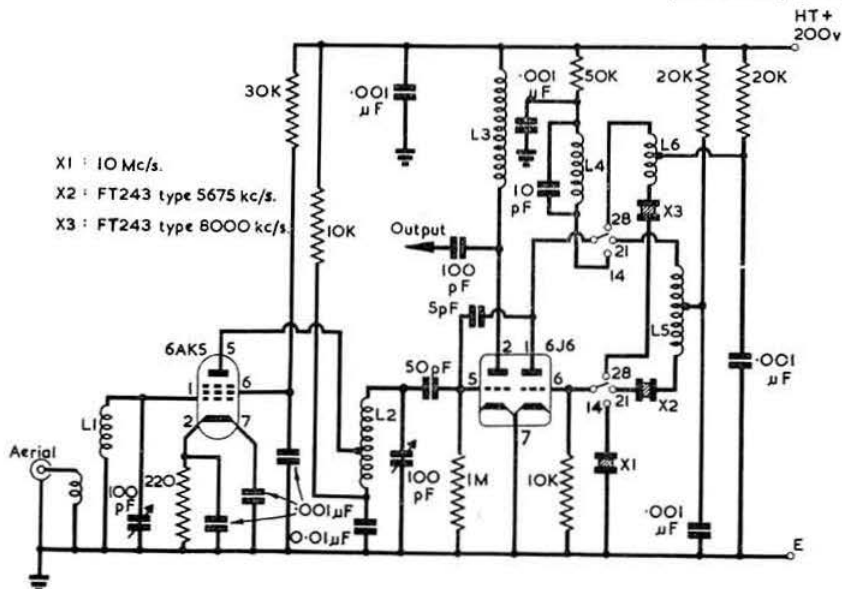 HT+
200v
30K
·001
μF
·001
μF
50K
20K
20K
L3
L4
L6
X1 : 10 Mc/s.
X2 : FT243 type 5675 kc/s.
X3 : FT243 type 8000 kc/s.
10K
10
pF
X3
28
21
14
Output
100
pF
5pF
L5
6AK5
5
1
6
2
7
50pF
2
1
6J6
5
6
7
28
14
21
X2
·001
μF
L1
L2
Aerial
100
pF
220
·001μF
0·01μF
100
pF
1M
10K
X1
·001
μF
E